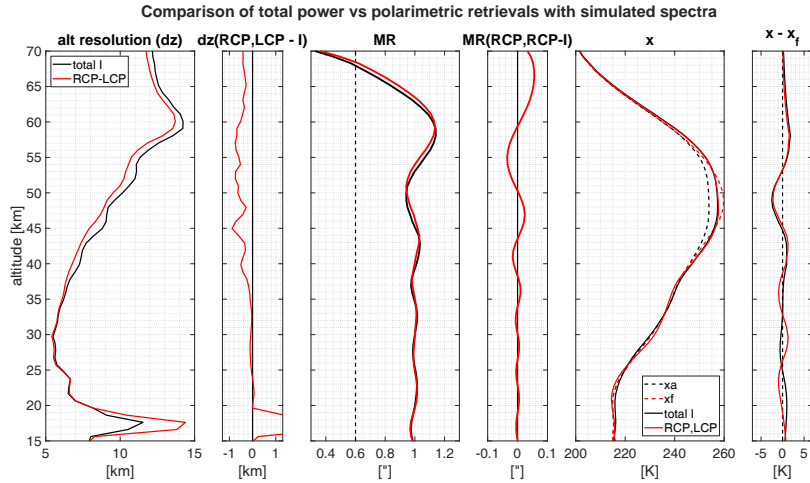 Comparison of total power vs polarimetric retrievals with simulated spectra
alt resolution (dz)
dz(RCP,LCP - I)
MR
MR(RCP,RCP-I)
x
x - x_f
altitude [km]
70
65
60
55
50
45
40
35
30
25
20
15
total I
RCP-LCP
5
10
15
[km]
-1
0
1
[km]
0.4
0.6
0.8
1
1.2
["]
-0.1
0
0.1
["]
xa
xf
total I
RCP,LCP
200
220
240
260
[K]
-5
0
5
[K]